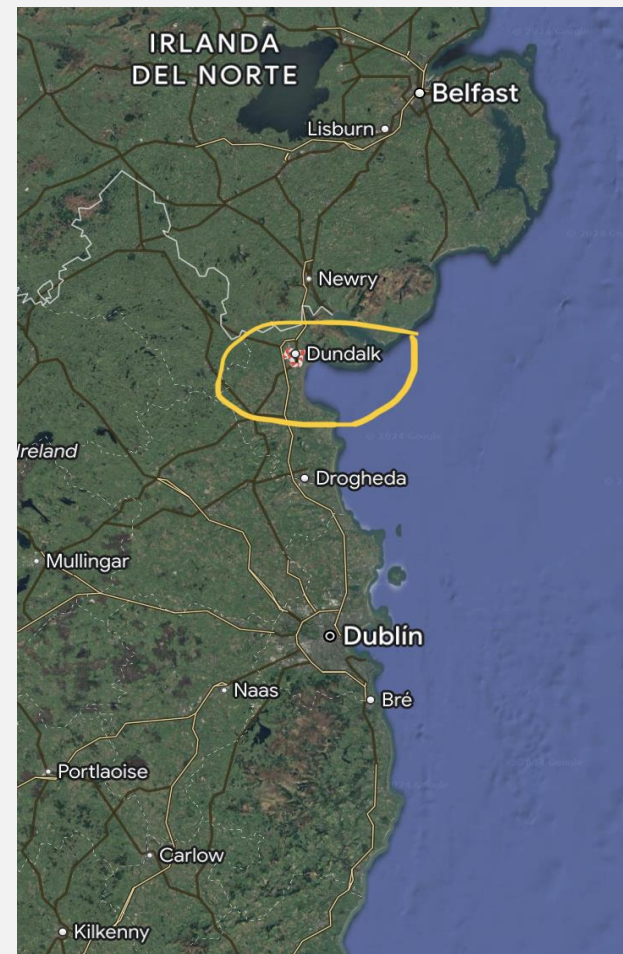 IRLANDA
DEL NORTE
Belfast
Lisburn
Newry
Dundalk
Ireland
Drogheda
Mullingar
Dublín
Naas
Bré
Portlaoise
Carlow
Kilkenny